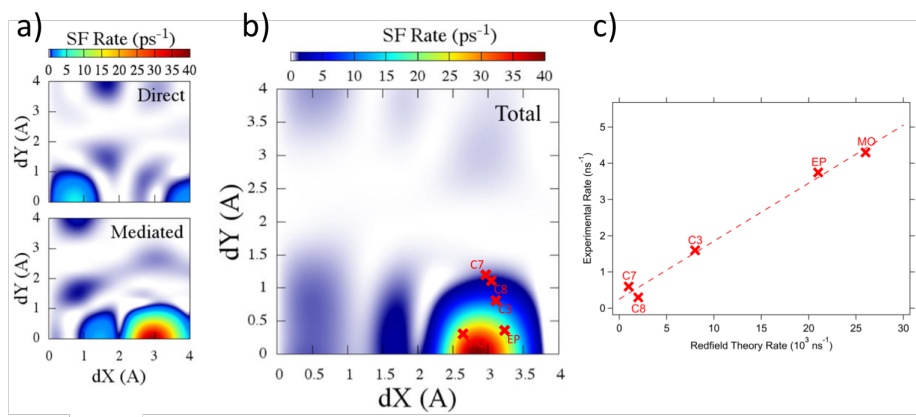 a)
SF Rate (ps⁻¹)
0 5 10 15 20 25 30 35 40
Direct
dY (A)
4
3
2
1
0
Mediated
dY (A)
4
3
2
1
0
0 1 2 3 4
dX (A)
b)
SF Rate (ps⁻¹)
0 5 10 15 20 25 30 35 40
Total
dY (A)
4
3.5
3
2.5
2
1.5
1
0.5
0
C7
C8
C3
EP
0 0.5 1 1.5 2 2.5 3 3.5 4
dX (A)
c)
Experimental Rate (ns⁻¹)
5
4
3
2
1
0
MO
EP
C3
C7
C8
0 5 10 15 20 25 30
Redfield Theory Rate (10³ ns⁻¹)